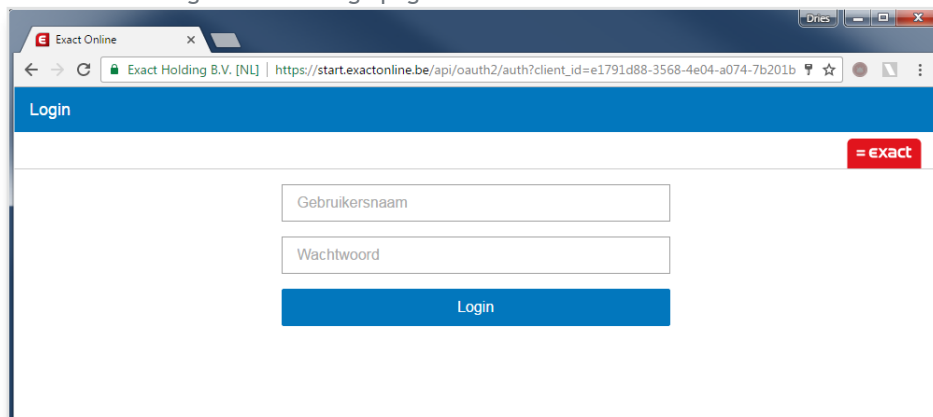 Dries
Exact Online
Exact Holding B.V. [NL] | https://start.exactonline.be/api/oauth2/auth?client_id=e1791d88-3568-4e04-a074-7b201b
Login
= exact
Gebruikersnaam
Wachtwoord
Login